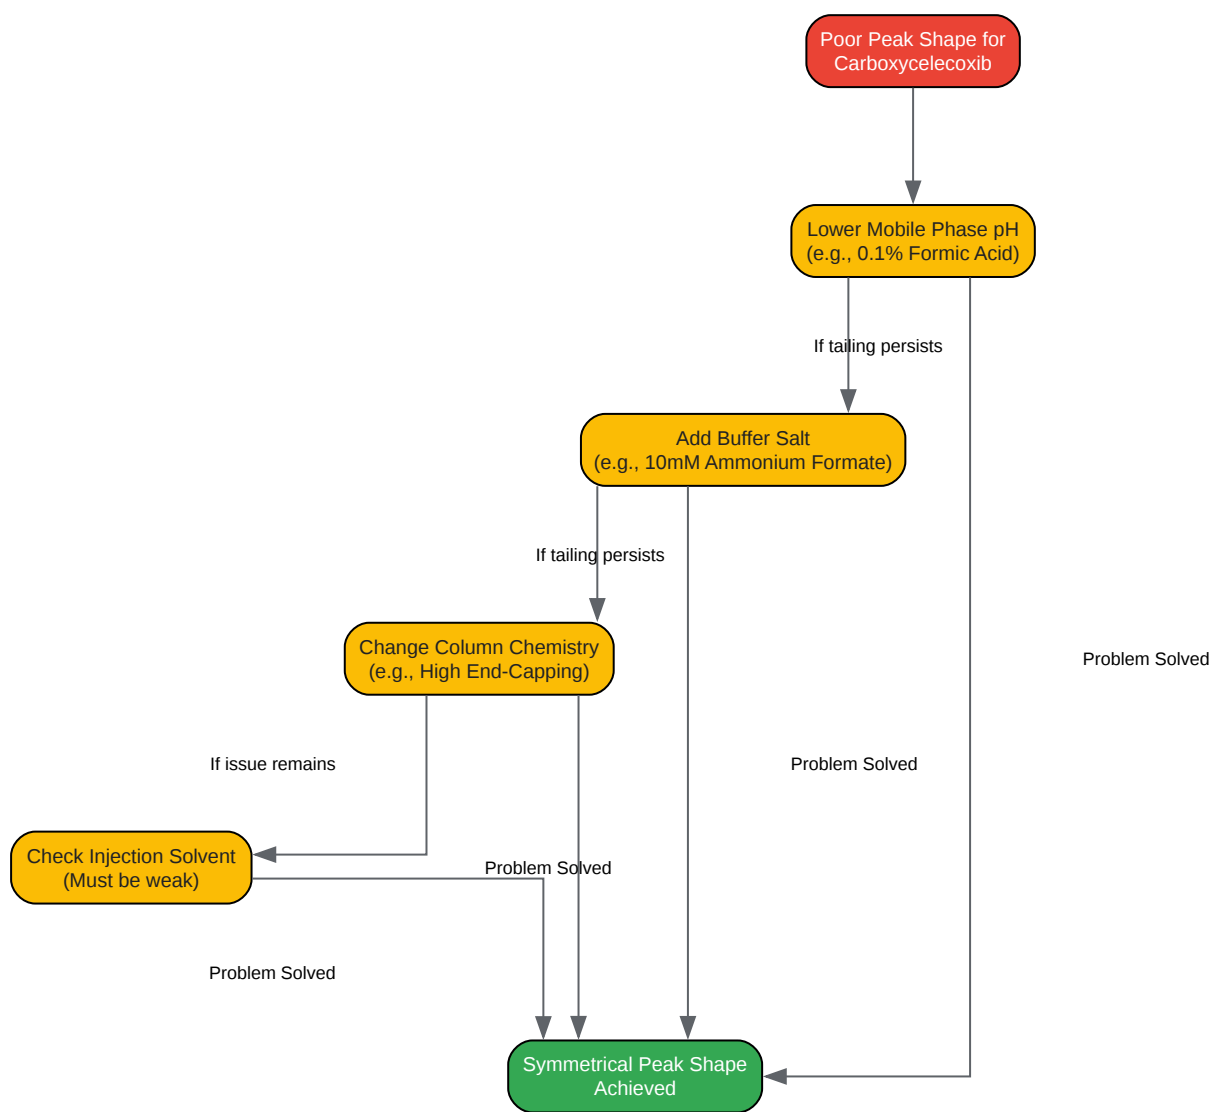 Poor Peak Shape for
Carboxycelecoxib
Lower Mobile Phase pH
(e.g., 0.1% Formic Acid)
If tailing persists
Add Buffer Salt
(e.g., 10mM Ammonium Formate)
If tailing persists
Change Column Chemistry
(e.g., High End-Capping)
Problem Solved
If issue remains
Problem Solved
Check Injection Solvent
(Must be weak)
Problem Solved
Problem Solved
Symmetrical Peak Shape
Achieved